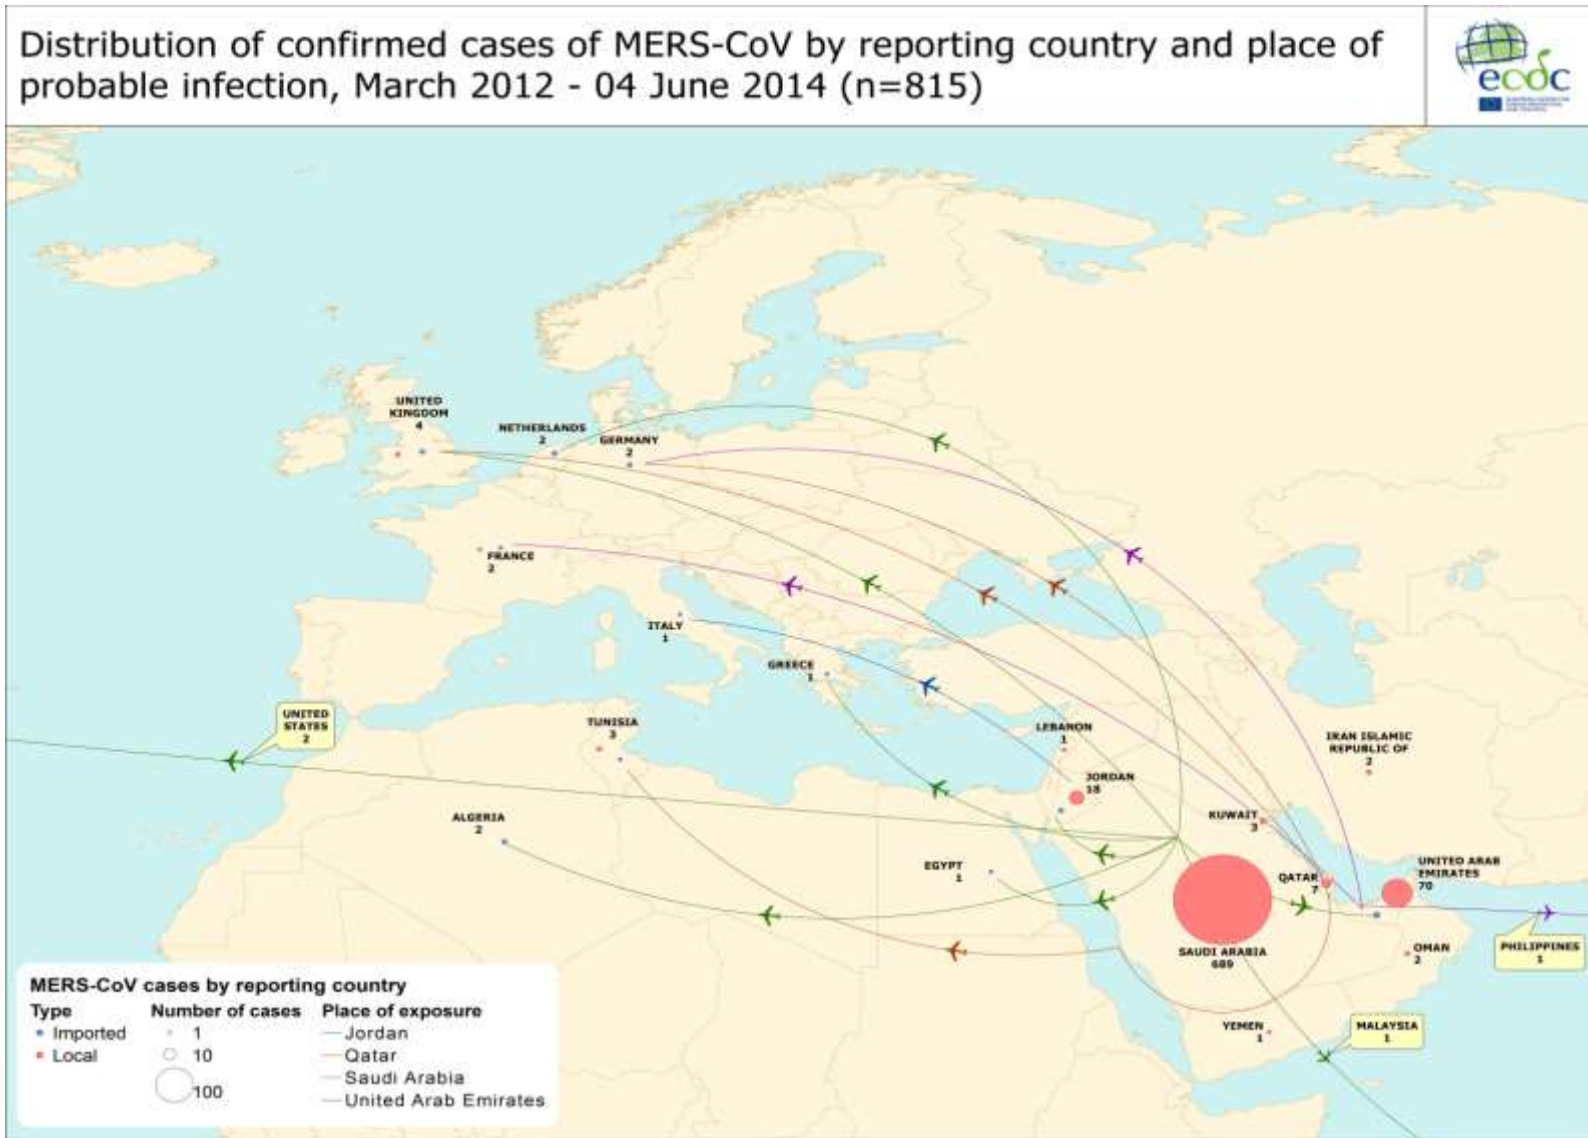 Distribution of confirmed cases of MERS-CoV by reporting country and place of
probable infection, March 2012 - 04 June 2014 (n=815)
ecdc
UNITED
KINGDOM
4
NETHERLANDS
2
GERMANY
2
FRANCE
2
ITALY
1
GREECE
1
UNITED
STATES
2
TUNISIA
3
LEBANON
1
IRAN ISLAMIC
REPUBLIC OF
2
JORDAN
18
ALGERIA
2
KUWAIT
3
EGYPT
1
QATAR
7
UNITED ARAB
EMIRATES
70
SAUDI ARABIA
689
OMAN
2
PHILIPPINES
1
YEMEN
1
MALAYSIA
1
MERS-CoV cases by reporting country
Type
Imported
Local
Number of cases
1
10
100
Place of exposure
Jordan
Qatar
Saudi Arabia
United Arab Emirates